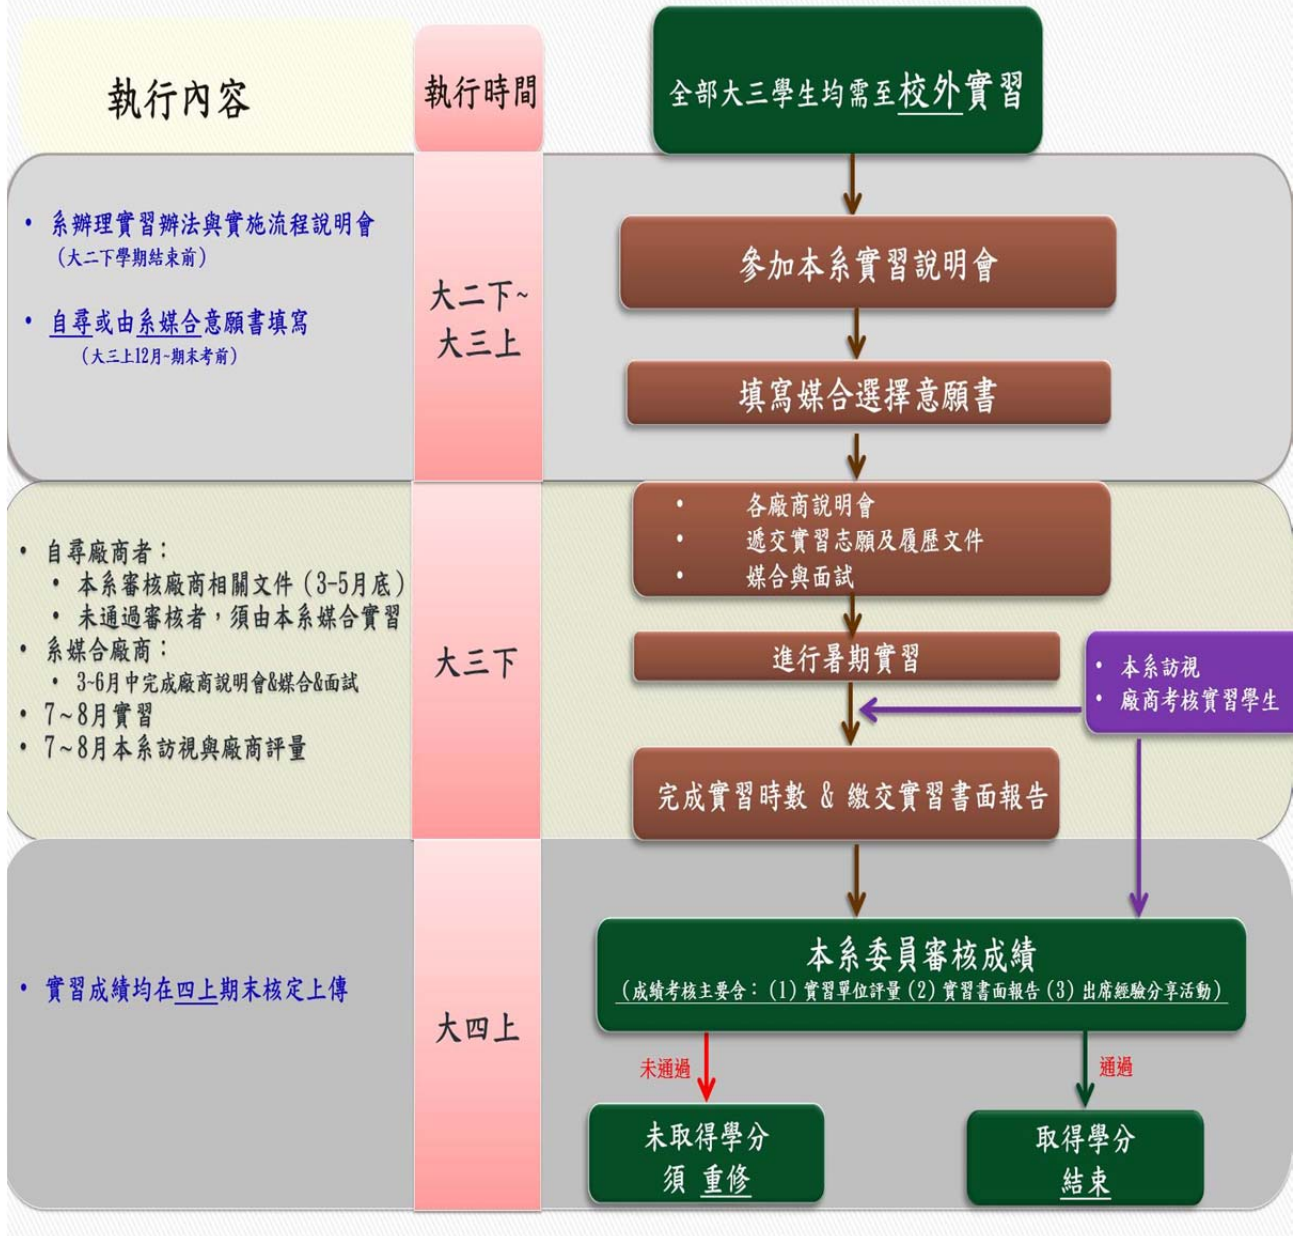 執行內容
執行時間
全部大三學生均需至校外實習
• 系辦理實習辦法與實施流程說明會
(大二下學期結束前)
• 自尋或由系媒合意願書填寫
(大三上12月~期末考前)
大二下~
大三上
參加本系實習說明會
填寫媒合選擇意願書
• 自尋廠商者：
• 本系審核廠商相關文件 (3-5月底)
• 未通過審核者，須由本系媒合實習
• 系媒合廠商：
• 3~6月中完成廠商說明會&媒合&面試
• 7~8月實習
• 7~8月本系訪視與廠商評量
大三下
• 各廠商說明會
• 遞交實習志願及履歷文件
• 媒合與面試
進行暑期實習
• 本系訪視
• 廠商考核實習學生
完成實習時數 & 繳交實習書面報告
• 實習成績均在四上期末核定上傳
大四上
本系委員審核成績
(成績考核主要含: (1) 實習單位評量 (2) 實習書面報告 (3) 出席經驗分享活動)
未通過
通過
未取得學分
須 重修
取得學分
結束